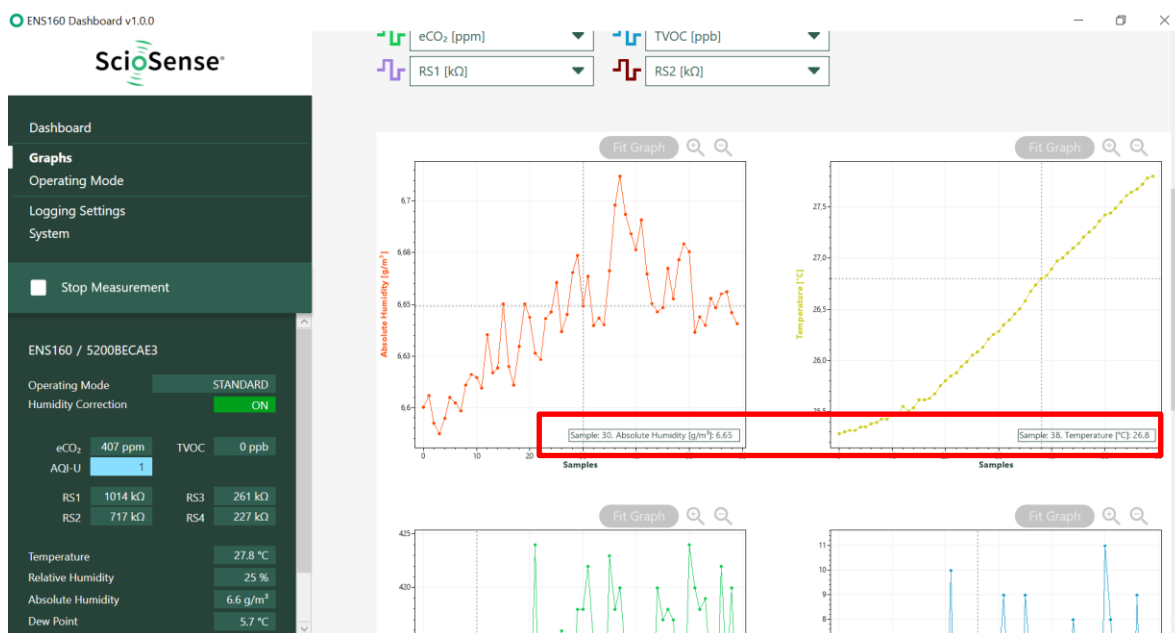 ENS160 Dashboard v1.0.0
ScioSense
eCO₂ [ppm]
TVOC [ppb]
RS1 [kΩ]
RS2 [kΩ]
Dashboard
Graphs
Operating Mode
Logging Settings
System
Stop Measurement
ENS160 / 5200BECAE3
Operating Mode STANDARD
Humidity Correction ON
eCO₂ 407 ppm TVOC 0 ppb
AQI-U 1
RS1 1014 kΩ RS3 261 kΩ
RS2 717 kΩ RS4 227 kΩ
Temperature 27.8 °C
Relative Humidity 25 %
Absolute Humidity 6.6 g/m³
Dew Point 5.7 °C
Fit Graph
6,7
6,68
6,65
6,63
6,6
Absolute Humidity [g/m³]
Sample: 30, Absolute Humidity [g/m³]: 6,65
0 10 20
Samples
Fit Graph
27,5
27,0
26,5
26,0
25,5
Temperature [°C]
Sample: 38, Temperature [°C]: 26,8
0 10 20
Samples
Fit Graph
425
420
Fit Graph
11
10
9
8